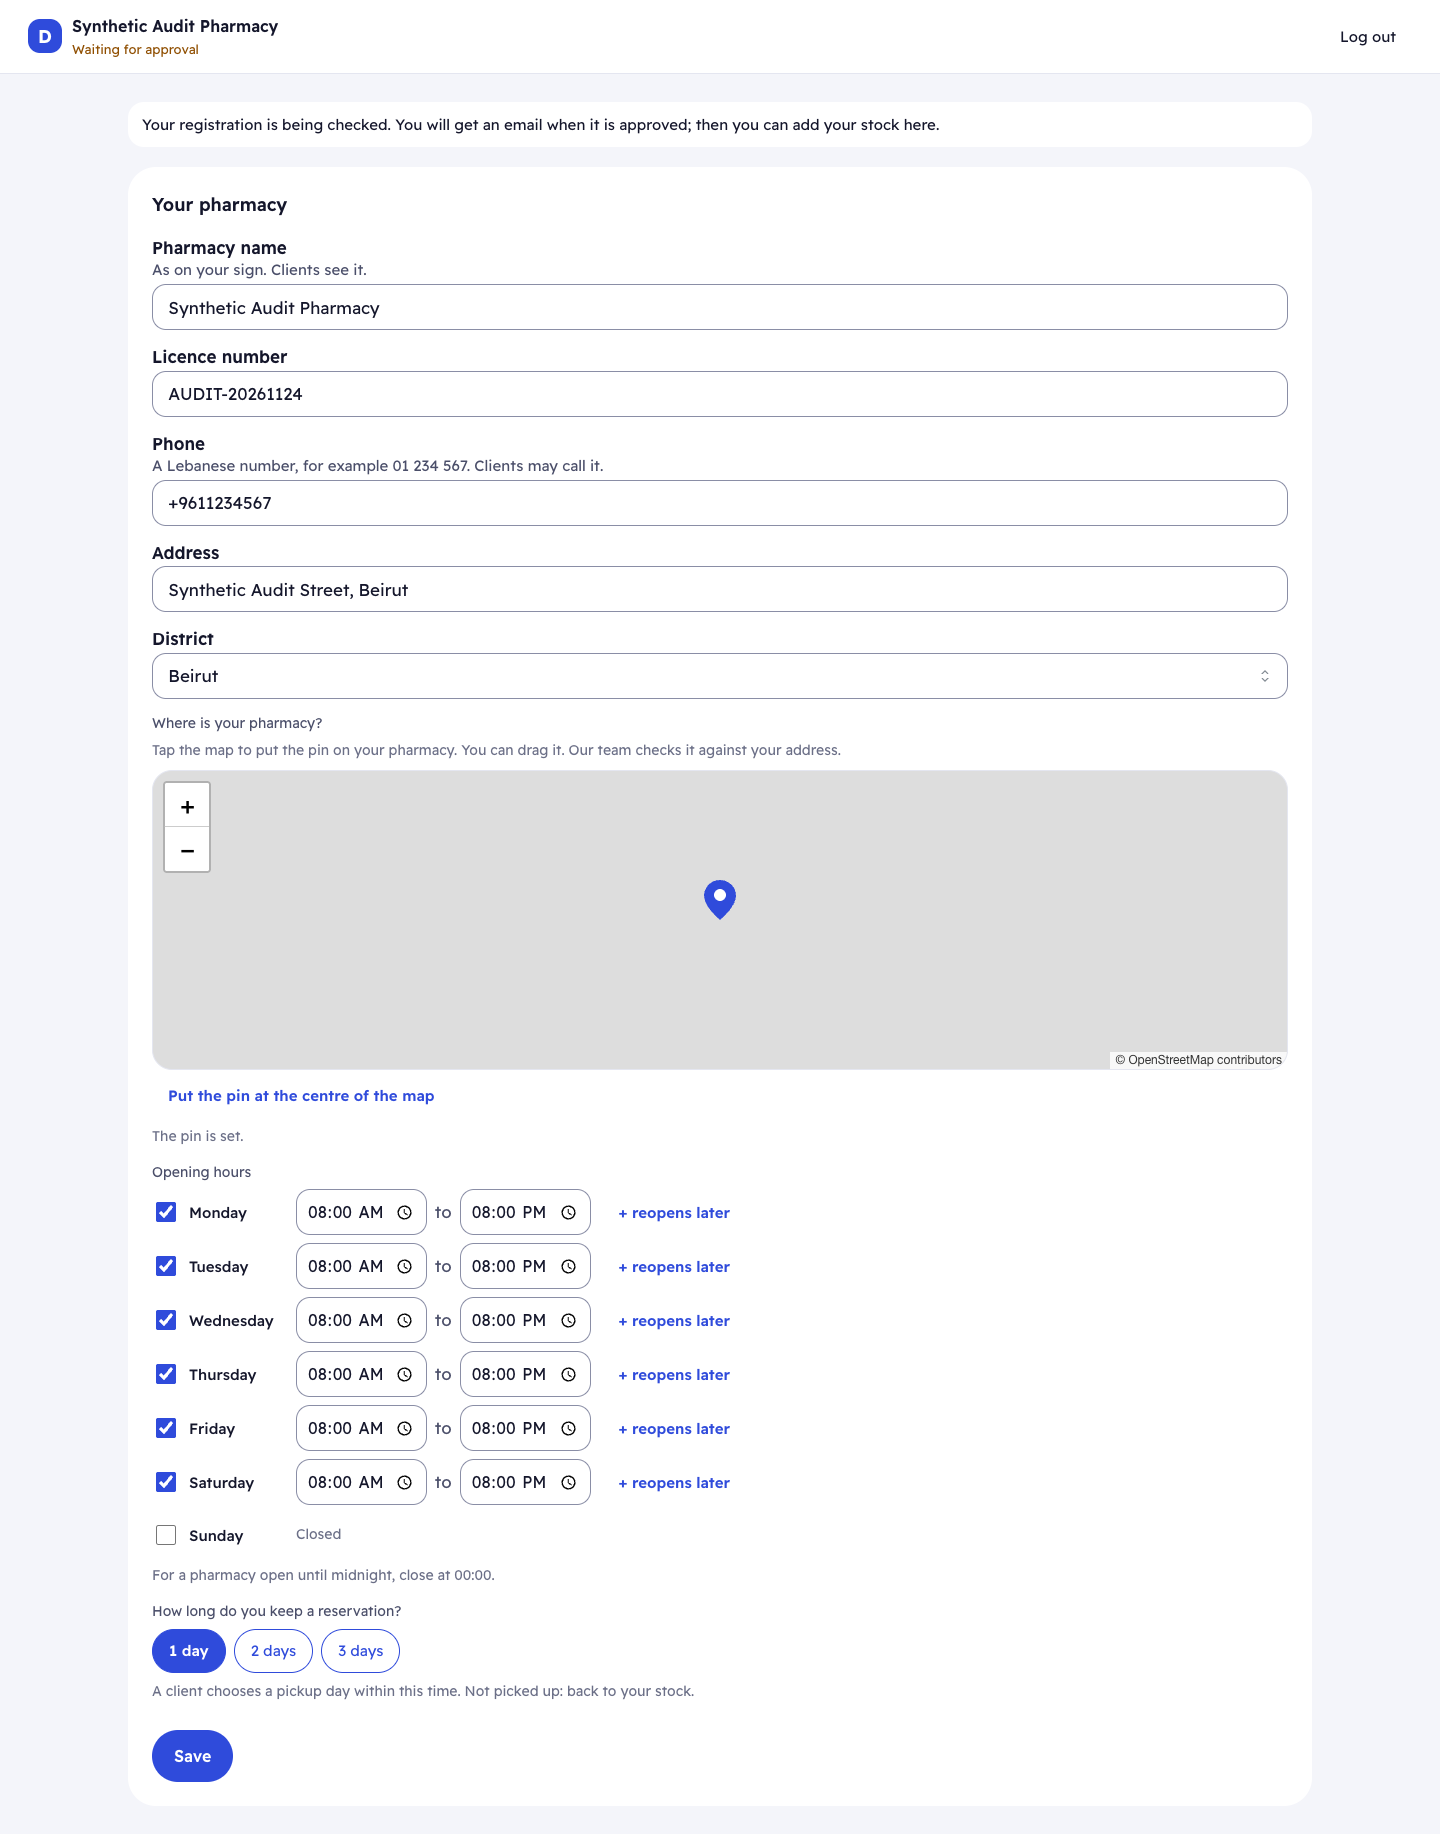 D
Synthetic Audit Pharmacy
Waiting for approval
Log out
Your registration is being checked. You will get an email when it is approved; then you can add your stock here.
Your pharmacy
Pharmacy name
As on your sign. Clients see it.
Synthetic Audit Pharmacy
Licence number
AUDIT-20261124
Phone
A Lebanese number, for example 01 234 567. Clients may call it.
+9611234567
Address
Synthetic Audit Street, Beirut
District
Beirut
Where is your pharmacy?
Tap the map to put the pin on your pharmacy. You can drag it. Our team checks it against your address.
+
−
© OpenStreetMap contributors
Put the pin at the centre of the map
The pin is set.
Opening hours
Monday 08:00 AM to 08:00 PM + reopens later
Tuesday 08:00 AM to 08:00 PM + reopens later
Wednesday 08:00 AM to 08:00 PM + reopens later
Thursday 08:00 AM to 08:00 PM + reopens later
Friday 08:00 AM to 08:00 PM + reopens later
Saturday 08:00 AM to 08:00 PM + reopens later
Sunday Closed
For a pharmacy open until midnight, close at 00:00.
How long do you keep a reservation?
1 day 2 days 3 days
A client chooses a pickup day within this time. Not picked up: back to your stock.
Save